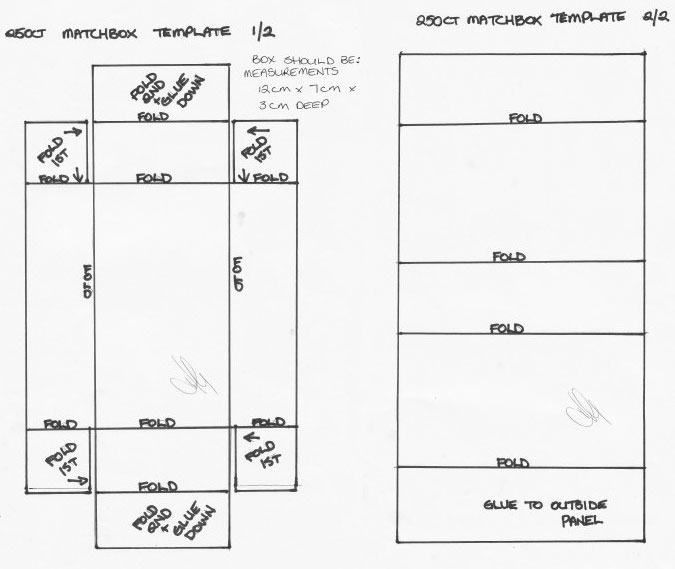 250CT MATCHBOX TEMPLATE 1/2
BOX SHOULD BE:
MEASUREMENTS
12cm x 7cm x
3cm DEEP
FOLD
2ND
+ GLUE
DOWN
FOLD
FOLD
1ST
FOLD
1ST
FOLD
FOLD
FOLD
FOLD
FOLD
FOLD
FOLD
FOLD
FOLD
1ST
FOLD
1ST
FOLD
FOLD
2ND
+ GLUE
DOWN
250CT MATCHBOX TEMPLATE 2/2
FOLD
FOLD
FOLD
FOLD
GLUE TO OUTSIDE
PANEL